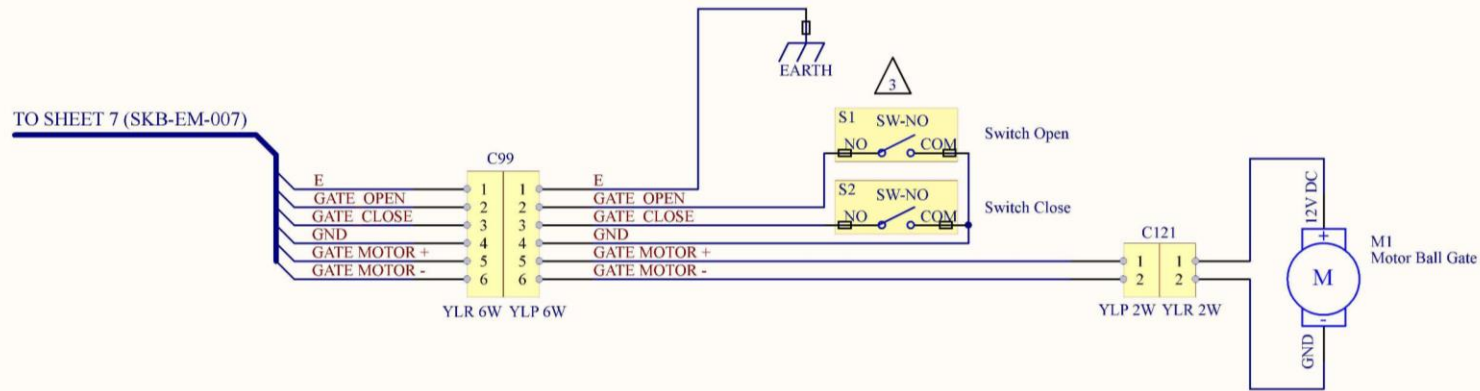 EARTH
3
TO SHEET 7 (SKB-EM-007)
S1 SW-NO
NO COM
Switch Open
C99
E
1 1
E
GATE OPEN
2 2
GATE OPEN
S2 SW-NO
NO COM
Switch Close
GATE CLOSE
3 3
GATE CLOSE
GND
4 4
GND
GATE MOTOR +
5 5
GATE MOTOR +
GATE MOTOR -
6 6
GATE MOTOR -
YLR 6W YLP 6W
C121
1 1
2 2
YLP 2W YLR 2W
12V DC
+
M
-
GND
M1
Motor Ball Gate